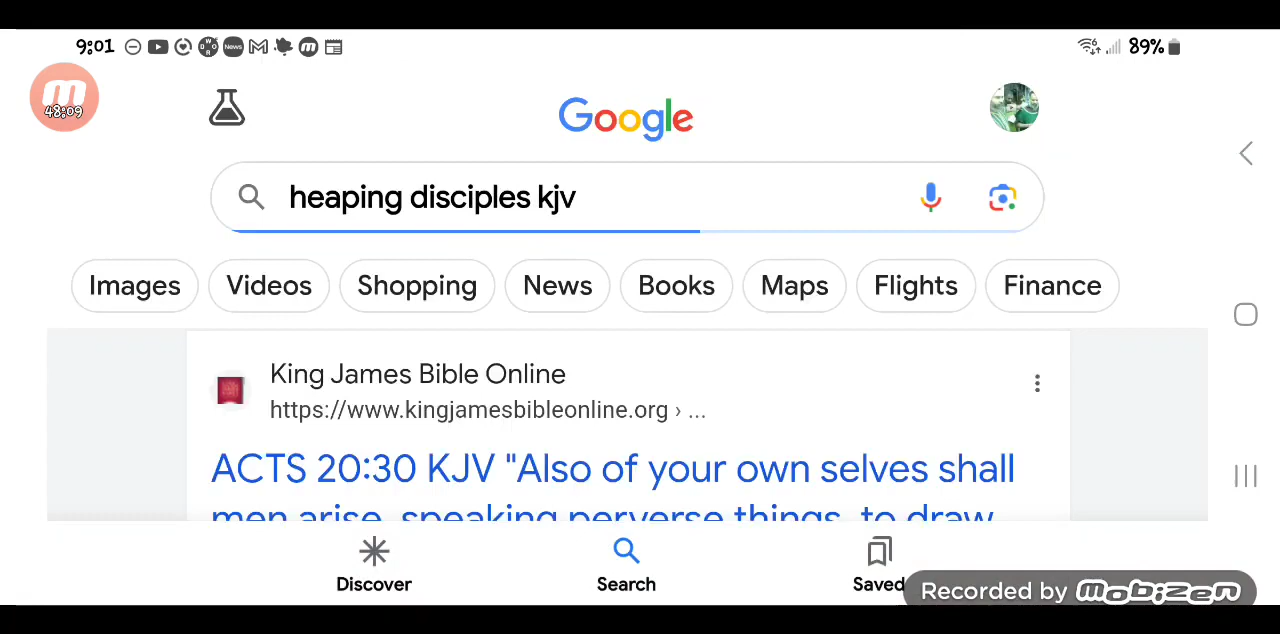 9:01
News
89%
48:09
Google
heaping disciples kjv
Images Videos Shopping News Books Maps Flights Finance
King James Bible Online
https://www.kingjamesbibleonline.org › ...
ACTS 20:30 KJV "Also of your own selves shall
men arise, speaking perverse things, to draw
Discover Search Saved
Recorded by mobizen